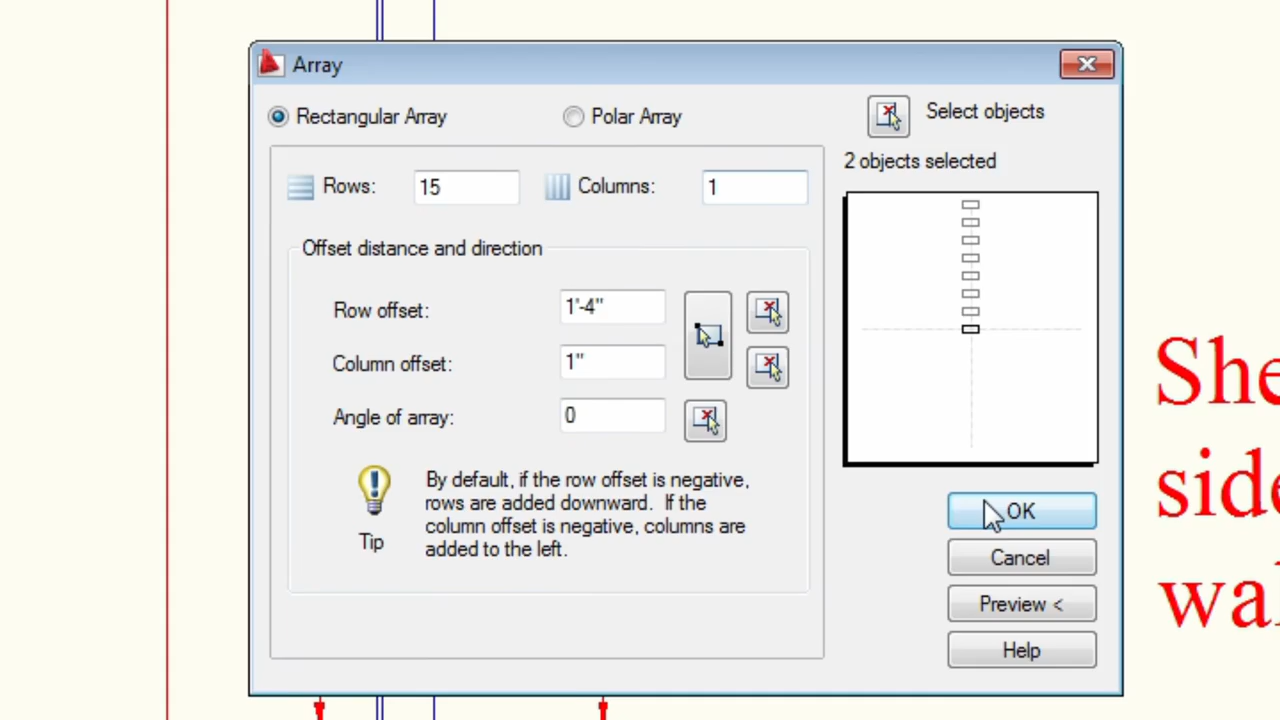 Array
Rectangular Array
Polar Array
Select objects
2 objects selected
Rows: 15
Columns: 1
Offset distance and direction
Row offset: 1'-4"
Column offset: 1"
Angle of array: 0
By default, if the row offset is negative,
rows are added downward. If the
column offset is negative, columns are
added to the left.
Tip
OK
Cancel
Preview <
Help